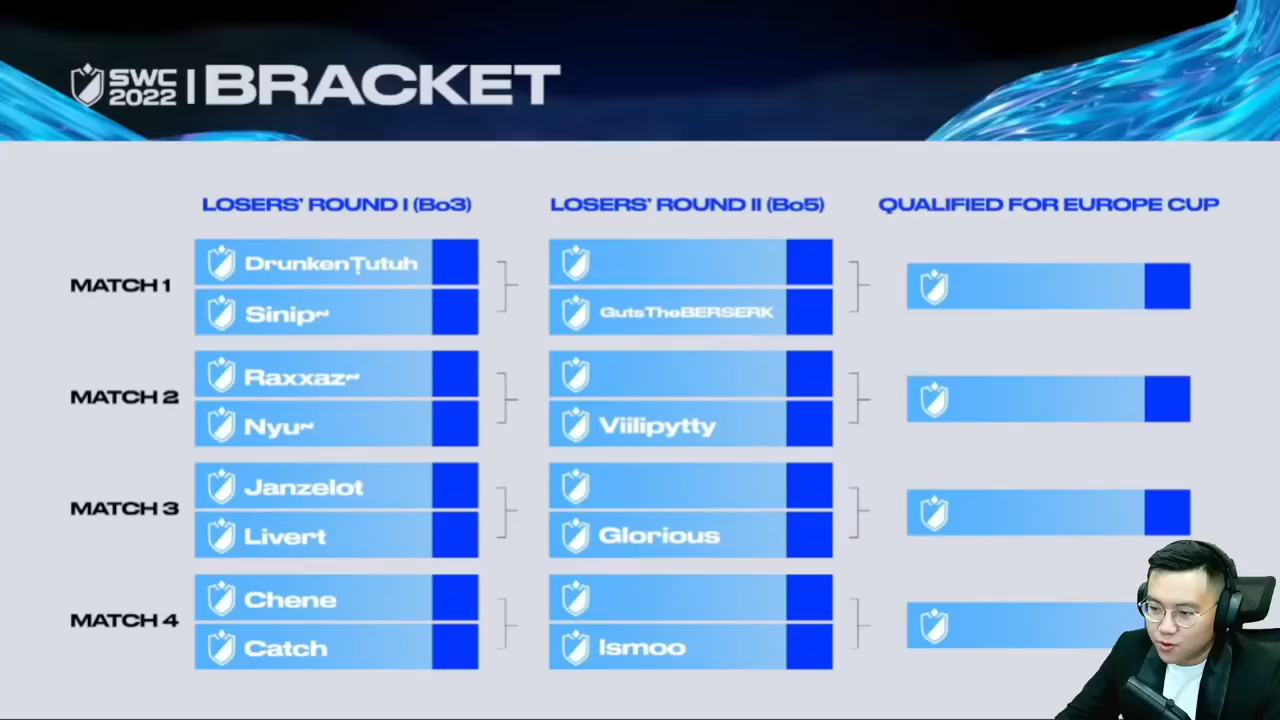 SWC 2022 | BRACKET
LOSERS' ROUND I (Bo3)
LOSERS' ROUND II (Bo5)
QUALIFIED FOR EUROPE CUP
MATCH 1
DrunkenȚutuh
Sinip~
GutsTheBERSERK
MATCH 2
Raxxaz~
Nyu~
Viilipytty
MATCH 3
Janzelot
Livert
Glorious
MATCH 4
Chene
Catch
Ismoo